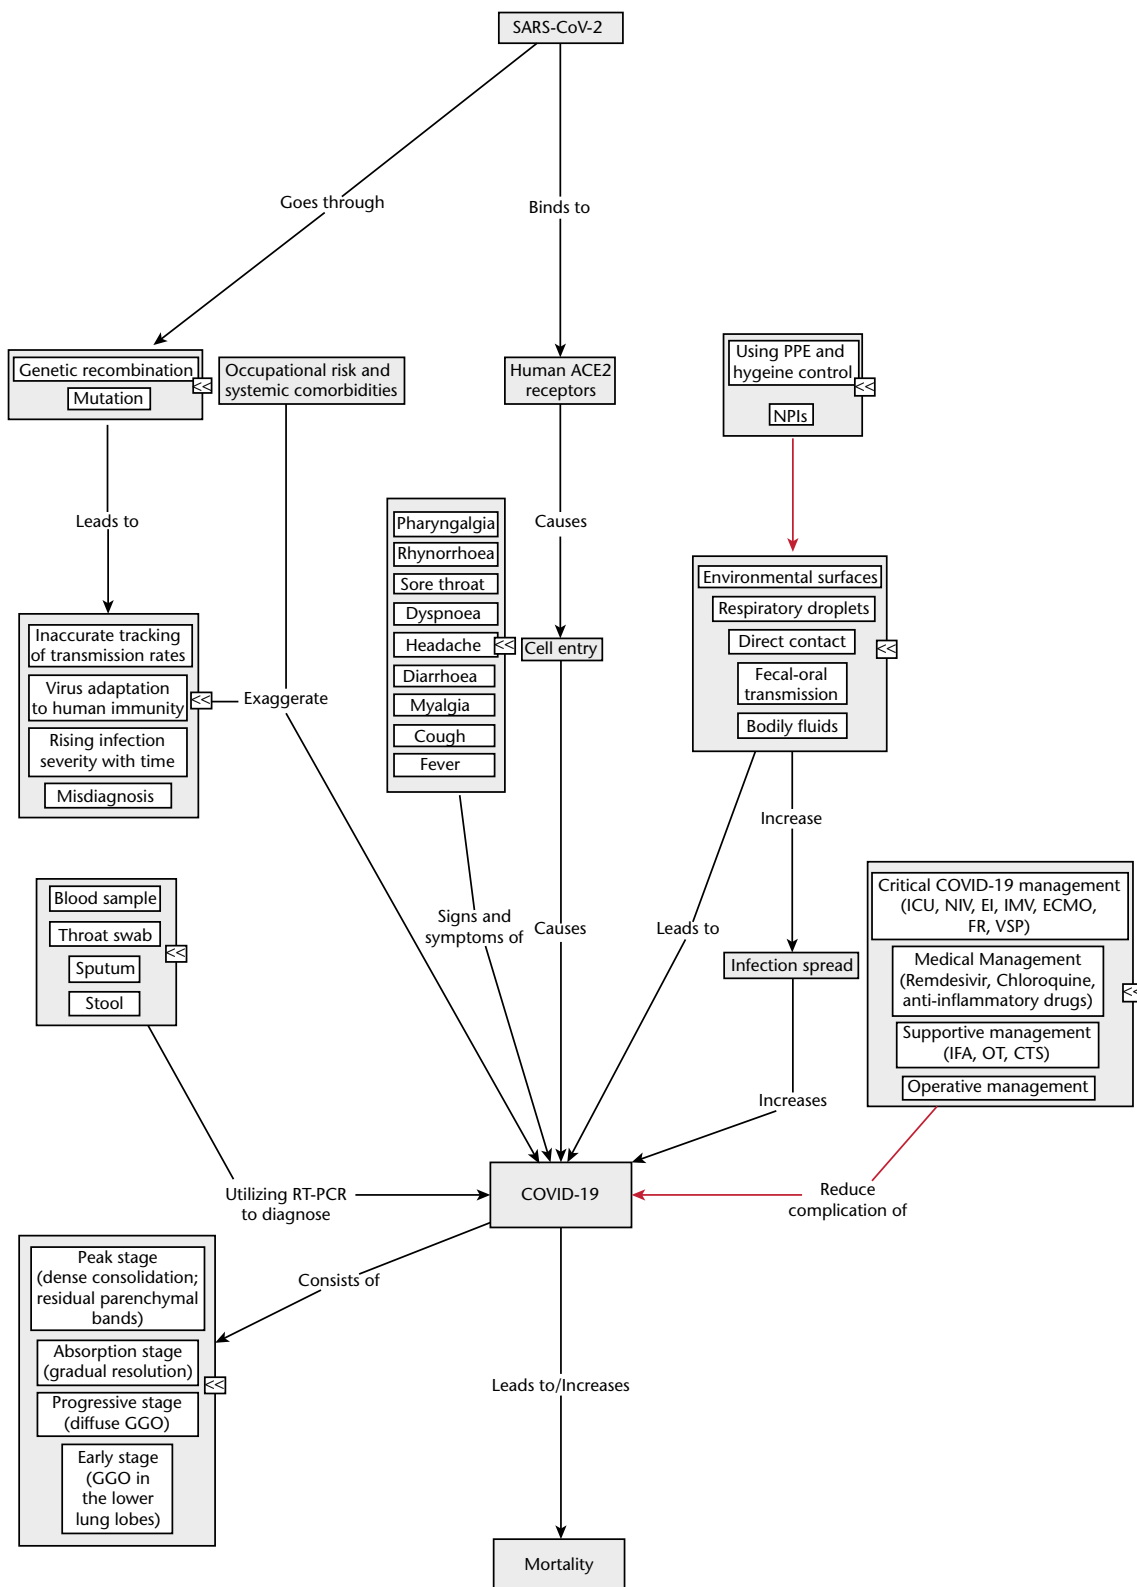 SARS-CoV-2
Goes through
Binds to
Genetic recombination
Mutation
<<
Occupational risk and
systemic comorbidities
Human ACE2
receptors
Using PPE and
hygeine control
NPIs
<<
Leads to
Causes
Pharyngalgia
Rhynorrhoea
Sore throat
Dyspnoea
Headache
Diarrhoea
Myalgia
Cough
Fever
<<
Cell entry
Environmental surfaces
Respiratory droplets
Direct contact
Fecal-oral
transmission
Bodily fluids
<<
Inaccurate tracking
of transmission rates
Virus adaptation
to human immunity
Rising infection
severity with time
Misdiagnosis
<<
Exaggerate
Increase
Blood sample
Throat swab
Sputum
Stool
<<
Signs and
symptoms of
Causes
Leads to
Infection spread
Critical COVID-19 management
(ICU, NIV, EI, IMV, ECMO,
FR, VSP)
Medical Management
(Remdesivir, Chloroquine,
anti-inflammatory drugs)
Supportive management
(IFA, OT, CTS)
Operative management
<<
Increases
Utilizing RT-PCR
to diagnose
COVID-19
Reduce
complication of
Peak stage
(dense consolidation;
residual parenchymal
bands)
Absorption stage
(gradual resolution)
Progressive stage
(diffuse GGO)
Early stage
(GGO in
the lower
lung lobes)
<<
Consists of
Leads to/Increases
Mortality